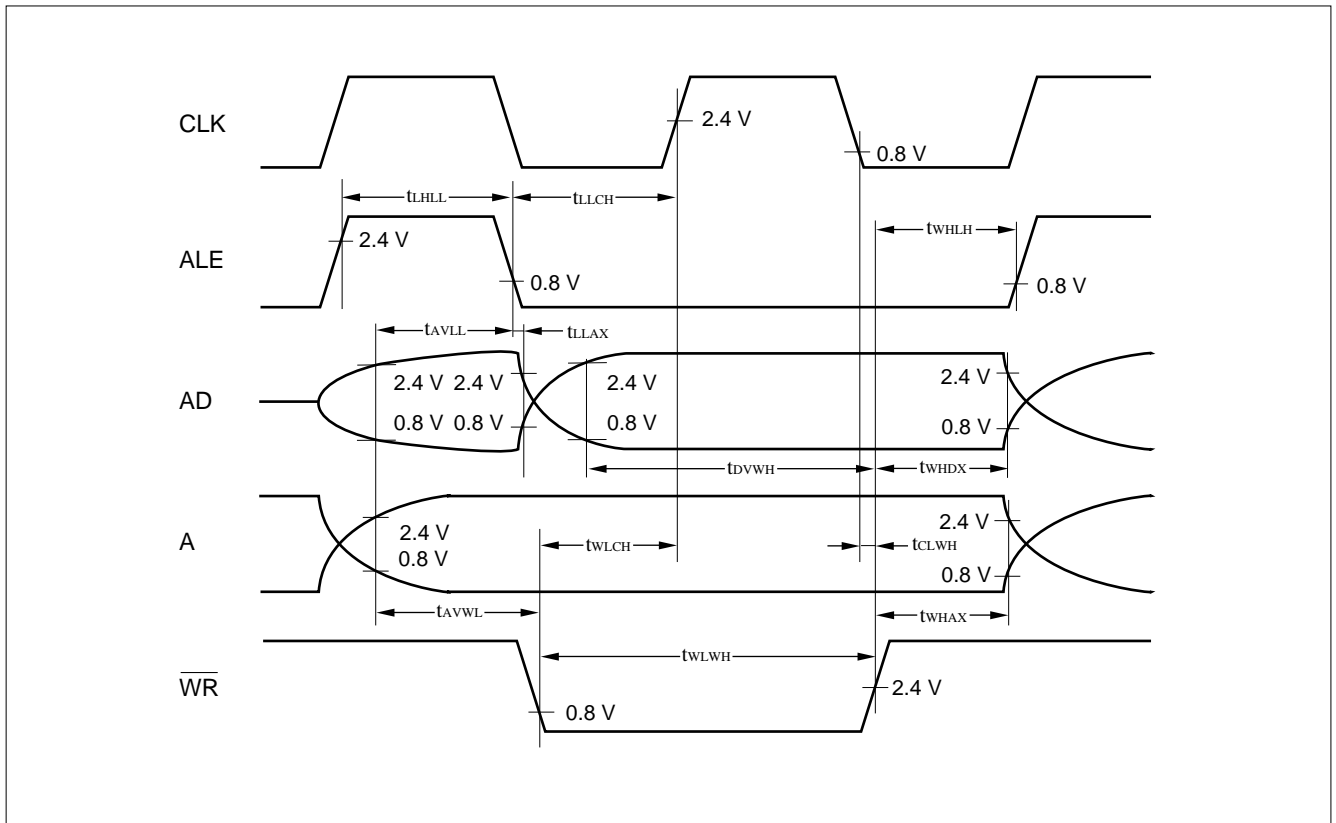 CLK
2.4 V
0.8 V
tLHLL
tLLCH
tWHLH
ALE
2.4 V
0.8 V
0.8 V
tAVLL
tLLAX
AD
2.4 V 2.4 V
2.4 V
2.4 V
0.8 V 0.8 V
0.8 V
0.8 V
tDVWH
tWHDX
A
2.4 V
2.4 V
0.8 V
tWLCH
tCLWH
0.8 V
tAVWL
tWHAX
tWLWH
WR
2.4 V
0.8 V